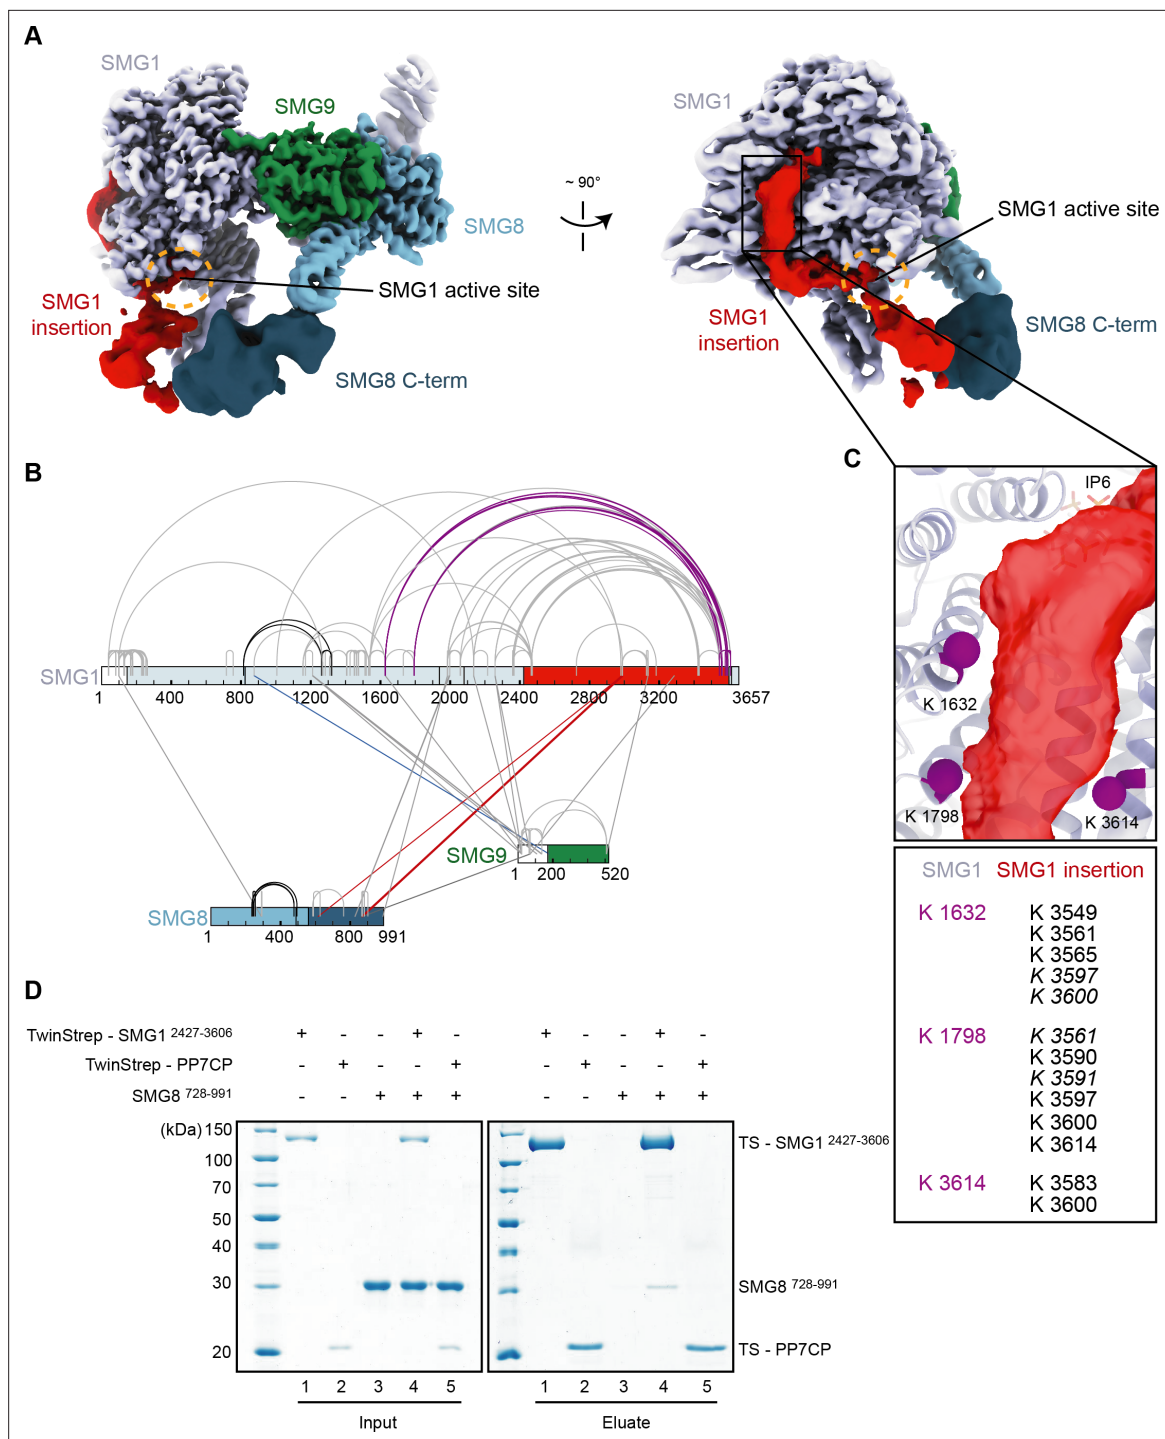 A
SMG1
SMG9
SMG8
SMG1 active site
SMG1
insertion
SMG8 C-term
~ 90°
SMG1
SMG1 active site
SMG1
insertion
SMG8 C-term
B
SMG1
1 400 800 1200 1600 2000 2400 2800 3200 3657
SMG9
1 200 520
SMG8
1 400 800 991
C
IP6
K 1632
K 1798
K 3614
SMG1 SMG1 insertion
K 1632 K 3549
K 3561
K 3565
K 3597
K 3600
K 1798 K 3561
K 3590
K 3591
K 3597
K 3600
K 3614
K 3614 K 3583
K 3600
D
TwinStrep - SMG1 2427-3606 + - - + - + - - + -
TwinStrep - PP7CP - + - - + - + - - +
SMG8 728-991 - - + + + - - + + +
(kDa) 150
100
70
50
40
30
20
TS - SMG1 2427-3606
SMG8 728-991
TS - PP7CP
1 2 3 4 5 1 2 3 4 5
Input Eluate